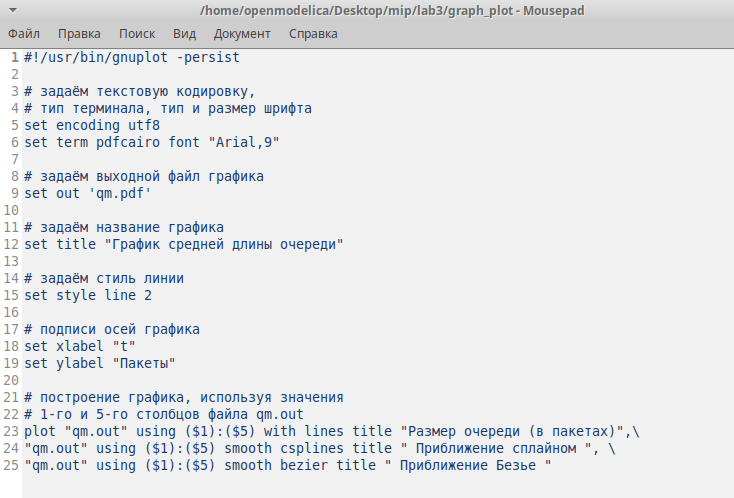 /home/openmodelica/Desktop/mip/lab3/graph_plot - Mousepad
Файл Правка Поиск Вид Документ Справка
1 #!/usr/bin/gnuplot -persist
2
3 # задаём текстовую кодировку,
4 # тип терминала, тип и размер шрифта
5 set encoding utf8
6 set term pdfcairo font "Arial,9"
7
8 # задаём выходной файл графика
9 set out 'qm.pdf'
10
11 # задаём название графика
12 set title "График средней длины очереди"
13
14 # задаём стиль линии
15 set style line 2
16
17 # подписи осей графика
18 set xlabel "t"
19 set ylabel "Пакеты"
20
21 # построение графика, используя значения
22 # 1-го и 5-го столбцов файла qm.out
23 plot "qm.out" using ($1):($5) with lines title "Размер очереди (в пакетах)",\
24 "qm.out" using ($1):($5) smooth csplines title " Приближение сплайном ", \
25 "qm.out" using ($1):($5) smooth bezier title " Приближение Безье "